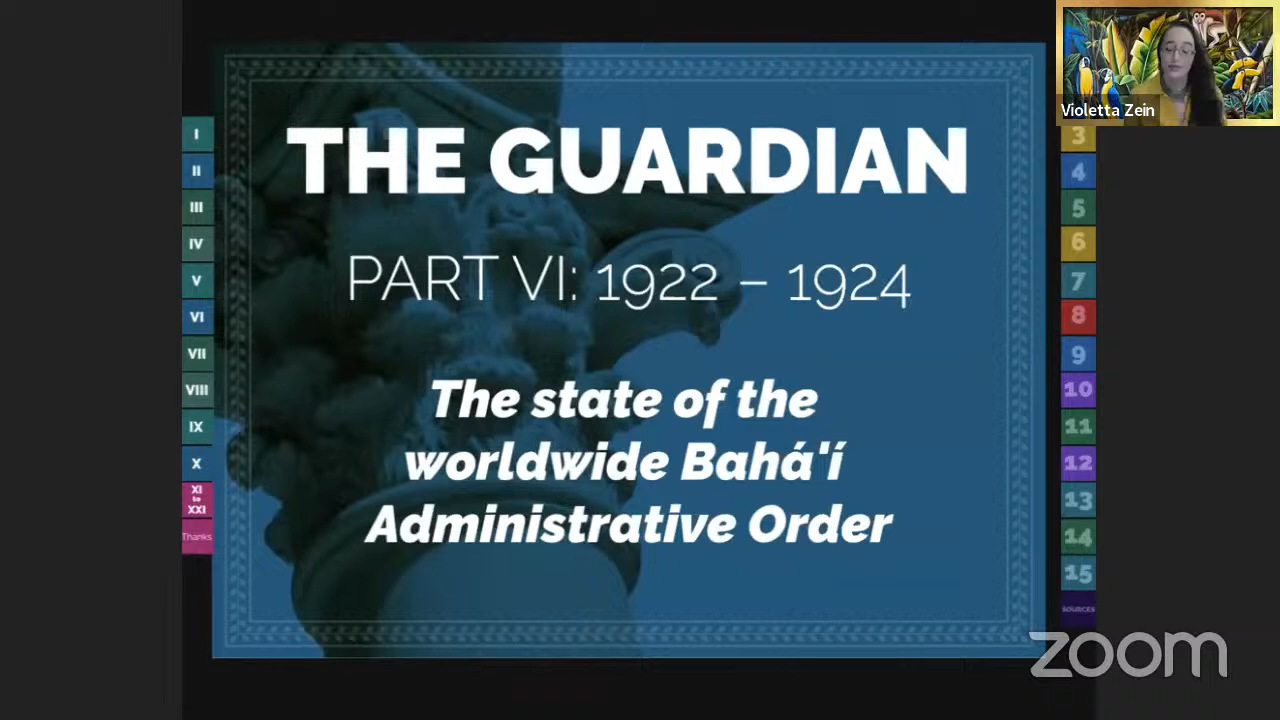 Violetta Zein
THE GUARDIAN
PART VI: 1922 – 1924
The state of the
worldwide Bahá'í
Administrative Order
I
II
III
IV
V
VI
VII
VIII
IX
X
XI
to
XXI
Thanks
3
4
5
6
7
8
9
10
11
12
13
14
15
SOURCES
zoom